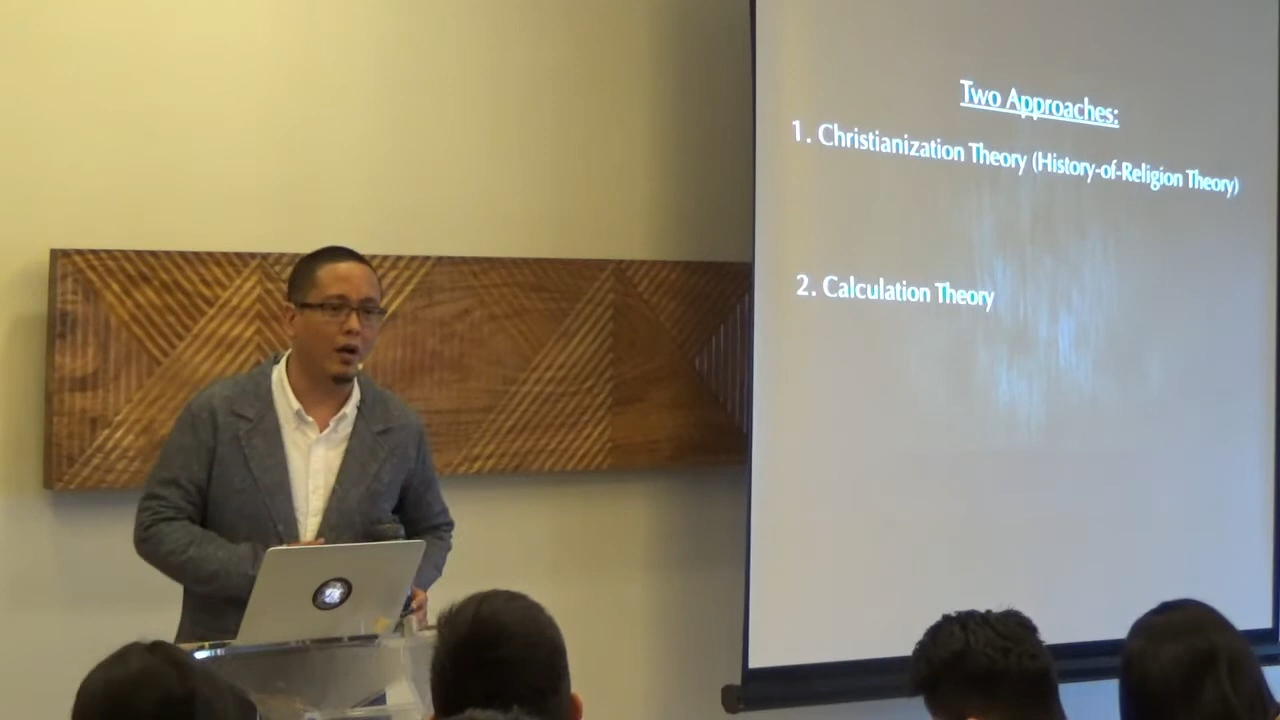 Two Approaches:
1. Christianization Theory (History-of-Religion Theory)
2. Calculation Theory